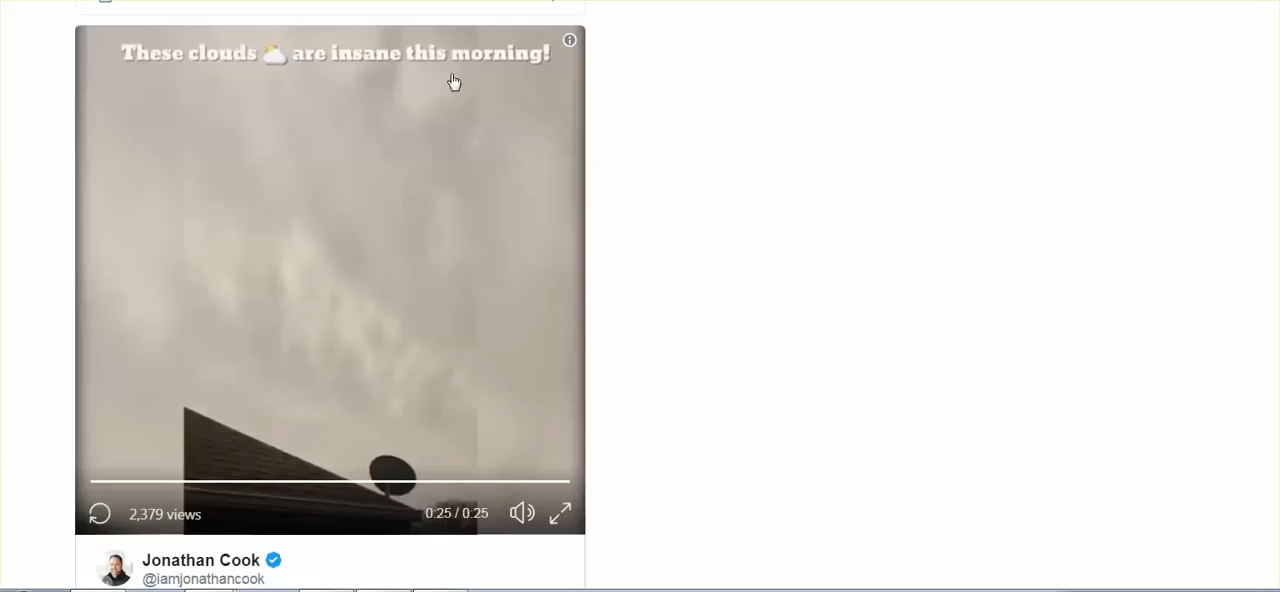 These clouds 🌥️ are insane this morning!
2,379 views
0:25 / 0:25
Jonathan Cook
@iamjonathancook